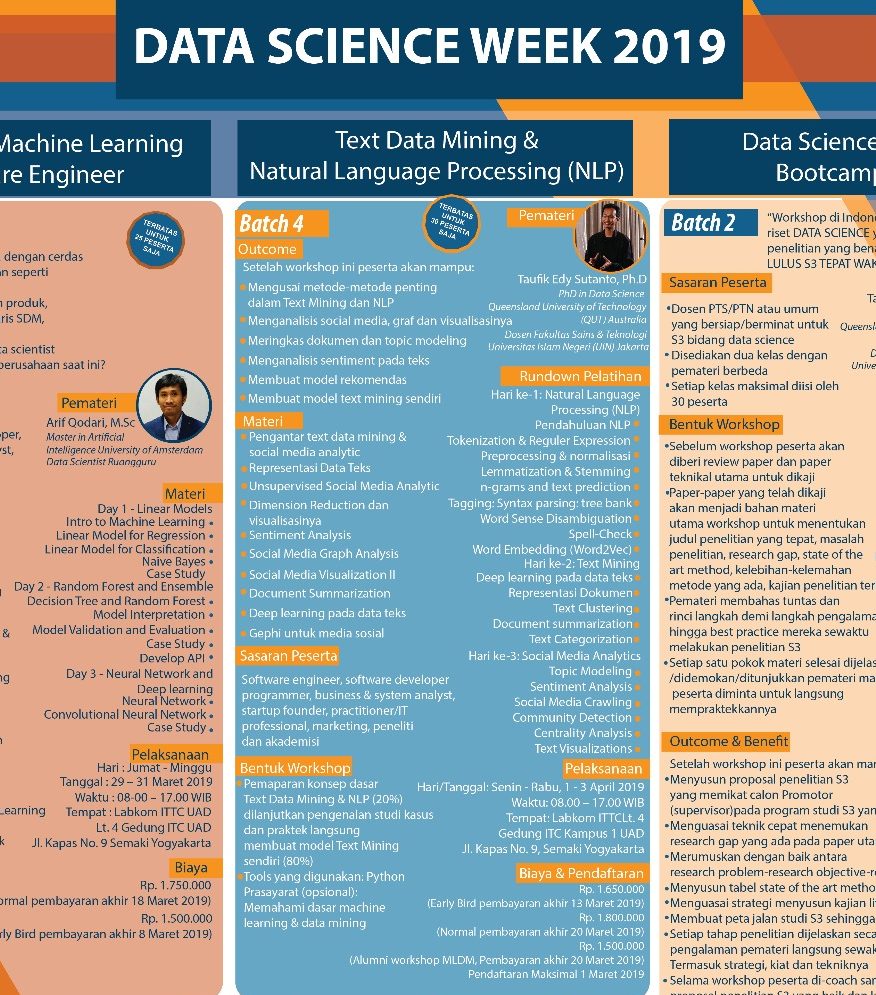 DATA SCIENCE WEEK 2019
Machine Learning
re Engineer
TERBATAS
UNTUK
25 PESERTA
SAJA
dengan cerdas
n seperti
produk,
ris SDM,
ta scientist
perusahaan saat ini?
Pemateri
Arif Qodari, M.Sc
Master in Artificial
Intelligence University of Amsterdam
Data Scientist Ruangguru
Materi
Day 1 - Linear Models
Intro to Machine Learning •
Linear Model for Regression •
Linear Model for Classification •
Naive Bayes •
Case Study
Day 2 - Random Forest and Ensemble
Decision Tree and Random Forest •
Model Interpretation •
Model Validation and Evaluation •
Case Study •
Develop API •
Day 3 - Neural Network and
Deep learning
Neural Network •
Convolutional Neural Network •
Case Study •
Pelaksanaan
Hari : Jumat - Minggu
Tanggal : 29 – 31 Maret 2019
Waktu : 08-00 – 17.00 WIB
Tempat : Labkom ITTC UAD
Lt. 4 Gedung ITC UAD
Jl. Kapas No. 9 Semaki Yogyakarta
Learning
Biaya
Rp. 1.750.000
ormal pembayaran akhir 18 Maret 2019)
Rp. 1.500.000
rly Bird pembayaran akhir 8 Maret 2019)
Text Data Mining &
Natural Language Processing (NLP)
Batch 4
TERBATAS
UNTUK
30 PESERTA
SAJA
Outcome
Setelah workshop ini peserta akan mampu:
• Mengusai metode-metode penting
dalam Text Mining dan NLP
• Menganalisis social media, graf dan visualisasinya
• Meringkas dokumen dan topic modeling
• Menganalisis sentiment pada teks
• Membuat model rekomendas
• Membuat model text mining sendiri
Materi
• Pengantar text data mining &
social media analytic
• Representasi Data Teks
• Unsupervised Social Media Analytic
• Dimension Reduction dan
visualisasinya
• Sentiment Analysis
• Social Media Graph Analysis
• Social Media Visualization II
• Document Summarization
• Deep learning pada data teks
• Gephi untuk media sosial
Sasaran Peserta
Software engineer, software developer
programmer, business & system analyst,
startup founder, practitioner/IT
professional, marketing, peneliti
dan akademisi
Bentuk Workshop
• Pemaparan konsep dasar
Text Data Mining & NLP (20%)
dilanjutkan pengenalan studi kasus
dan praktek langsung
membuat model Text Mining
sendiri (80%)
• Tools yang digunakan: Python
Prasayarat (opsional):
Memahami dasar machine
learning & data mining
Pemateri
Taufik Edy Sutanto, Ph.D
PhD in Data Science
Queensland University of Technology
(QUT) Australia
Dosen Fakultas Sains & Teknologi
Universitas Islam Negeri (UIN) Jakarta
Rundown Pelatihan
Hari ke-1: Natural Language
Processing (NLP)
Pendahuluan NLP •
Tokenization & Reguler Expression •
Preprocessing & normalisasi •
Lemmatization & Stemming •
n-grams and text prediction •
Tagging: Syntax parsing: tree bank •
Word Sense Disambiguation •
Spell-Check •
Word Embedding (Word2Vec) •
Hari ke-2: Text Mining
Deep learning pada data teks •
Representasi Dokumen •
Text Clustering •
Document summarization •
Text Categorization •
Hari ke-3: Social Media Analytics
Topic Modeling •
Sentiment Analysis •
Social Media Crawling •
Community Detection •
Centrality Analysis •
Text Visualizations •
Pelaksanaan
Hari/Tanggal: Senin - Rabu, 1 - 3 April 2019
Waktu: 08.00 – 17.00 WIB
Tempat: Labkom ITTCLt. 4
Gedung ITC Kampus 1 UAD
Jl. Kapas No. 9, Semaki Yogyakarta
Biaya & Pendaftaran
Rp. 1.650.000
(Early Bird pembayaran akhir 13 Maret 2019)
Rp. 1.800.000
(Normal pembayaran akhir 20 Maret 2019)
Rp. 1.500.000
(Alumni workshop MLDM, Pembayaran akhir 20 Maret 2019)
Pendaftaran Maksimal 1 Maret 2019
Data Science
Bootcamp
Batch 2
"Workshop di Indon
riset DATA SCIENCE y
penelitian yang bena
LULUS S3 TEPAT WAK
Sasaran Peserta
• Dosen PTS/PTN atau umum
yang bersiap/berminat untuk
S3 bidang data science
• Disediakan dua kelas dengan
pemateri berbeda
• Setiap kelas maksimal diisi oleh
30 peserta
Ta
Queensl
D
Unive
Bentuk Workshop
• Sebelum workshop peserta akan
diberi review paper dan paper
teknikal utama untuk dikaji
• Paper-paper yang telah dikaji
akan menjadi bahan materi
utama workshop untuk menentukan
judul penelitian yang tepat, masalah
penelitian, research gap, state of the
art method, kelebihan-kelemahan
metode yang ada, kajian penelitian ter
• Pemateri membahas tuntas dan
rinci langkah demi langkah pengalama
hingga best practice mereka sewaktu
melakukan penelitian S3
• Setiap satu pokok materi selesai dijelas
/didemokan/ditunjukkan pemateri ma
peserta diminta untuk langsung
mempraktekkannya
Outcome & Benefit
Setelah workshop ini peserta akan mam
• Menyusun proposal penelitian S3
yang memikat calon Promotor
(supervisor)pada program studi S3 yan
• Menguasai teknik cepat menemukan
research gap yang ada pada paper uta
• Merumuskan dengan baik antara
research problem-research objective-r
• Menyusun tabel state of the art metho
• Menguasai strategi menyusun kajian li
• Membuat peta jalan studi S3 sehingga
• Setiap tahap penelitian dijelaskan seca
pengalaman pemateri langsung sewak
Termasuk strategi, kiat dan tekniknya
• Selama workshop peserta di-coach sam